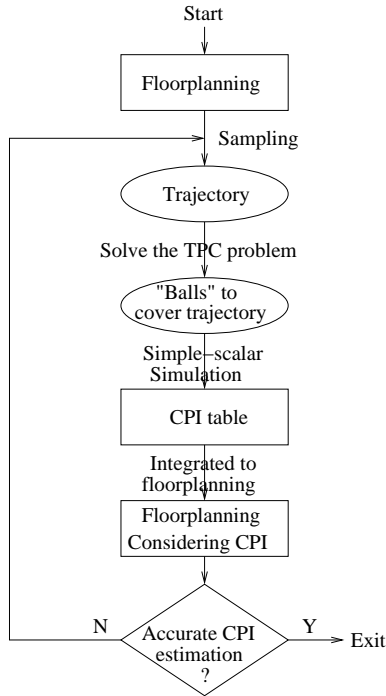 Start
Floorplanning
Sampling
Trajectory
Solve the TPC problem
"Balls" to
cover trajectory
Simple-scalar
Simulation
CPI table
Integrated to
floorplanning
Floorplanning
Considering CPI
N
Accurate CPI
estimation
?
Y
Exit